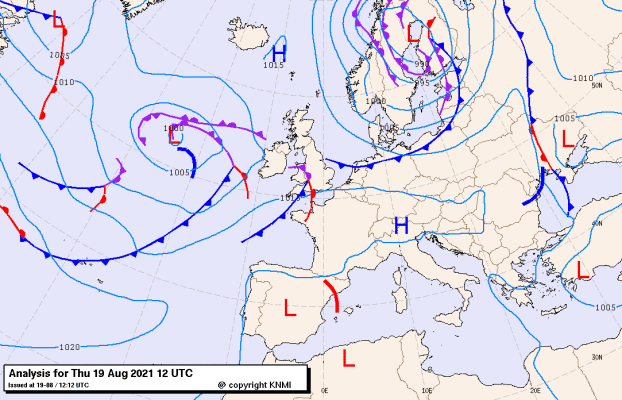 L
H
L
1025
1015
1010
995
995
1010
50N
1000
1000
L
1005
L
1005
1015
H
40N
L
L
1005
1020
L
30N
Analysis for Thu 19 Aug 2021 12 UTC
Issued at 19-08 / 12:12 UTC @ copyright KNMI
0E
10E
20E